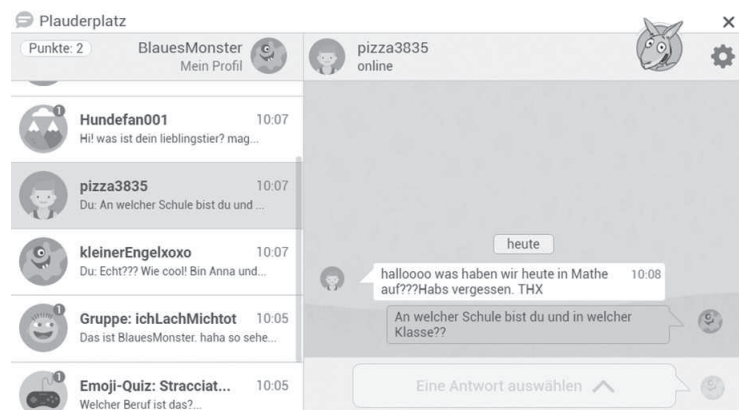 Plauderplatz
Punkte: 2
BlauesMonster
Mein Profil
pizza3835
online
1
Hundefan001 10:07
Hi! was ist dein lieblingstier? mag...
pizza3835 10:07
Du: An welcher Schule bist du und ...
kleinerEngelxoxo 10:07
Du: Echt??? Wie cool! Bin Anna und...
1
Gruppe: ichLachMichtot 10:05
Das ist BlauesMonster. haha so sehe...
1
Emoji-Quiz: Stracciat... 10:05
Welcher Beruf ist das?...
heute
halloooo was haben wir heute in Mathe 10:08
auf???Habs vergessen. THX
An welcher Schule bist du und in welcher
Klasse??
Eine Antwort auswählen